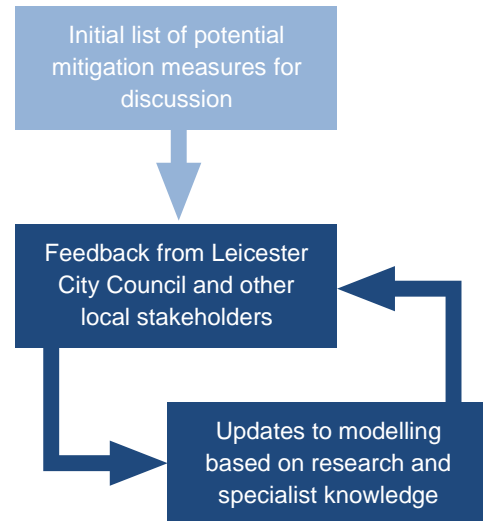 Initial list of potential
mitigation measures for
discussion
Feedback from Leicester
City Council and other
local stakeholders
Updates to modelling
based on research and
specialist knowledge